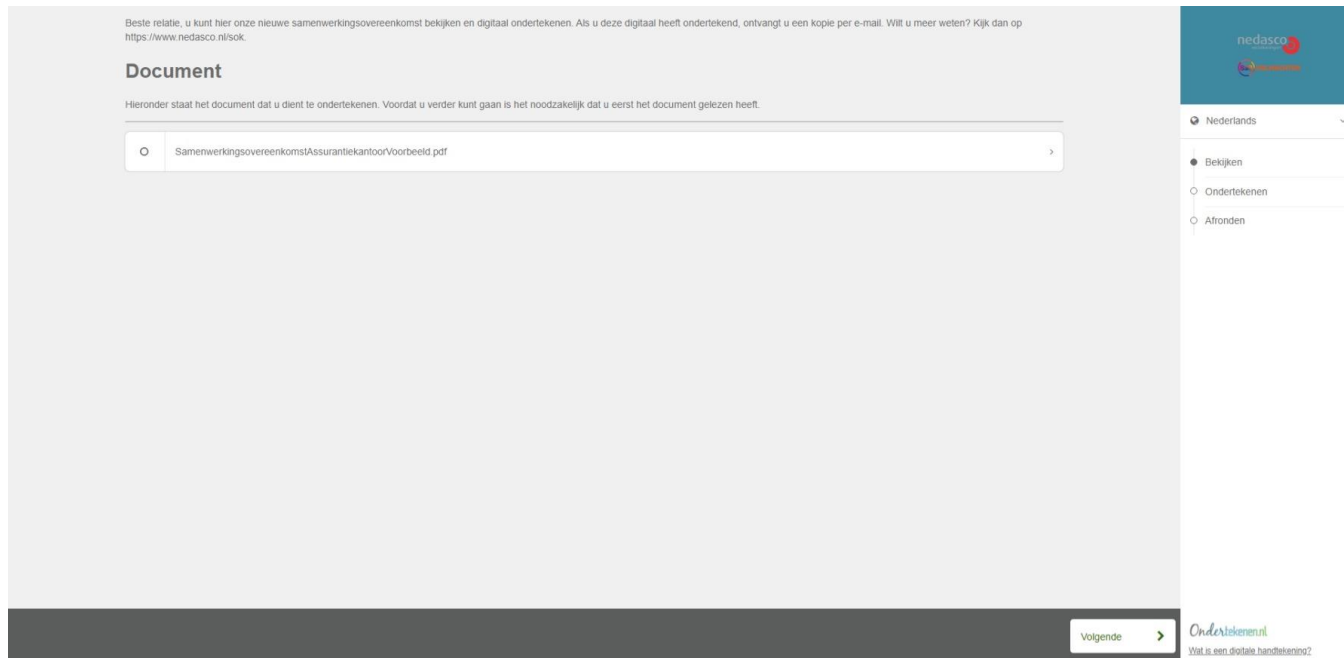 Beste relatie, u kunt hier onze nieuwe samenwerkingsovereenkomst bekijken en digitaal ondertekenen. Als u deze digitaal heeft ondertekend, ontvangt u een kopie per e-mail. Wilt u meer weten? Kijk dan op
https://www.nedasco.nl/sok.
Document
Hieronder staat het document dat u dient te ondertekenen. Voordat u verder kunt gaan is het noodzakelijk dat u eerst het document gelezen heeft.
SamenwerkingsovereenkomstAssurantiekantoorVoorbeeld.pdf
Volgende
nedasco
Nederlands
Bekijken
Ondertekenen
Afronden
Ondertekenen.nl
Wat is een digitale handtekening?